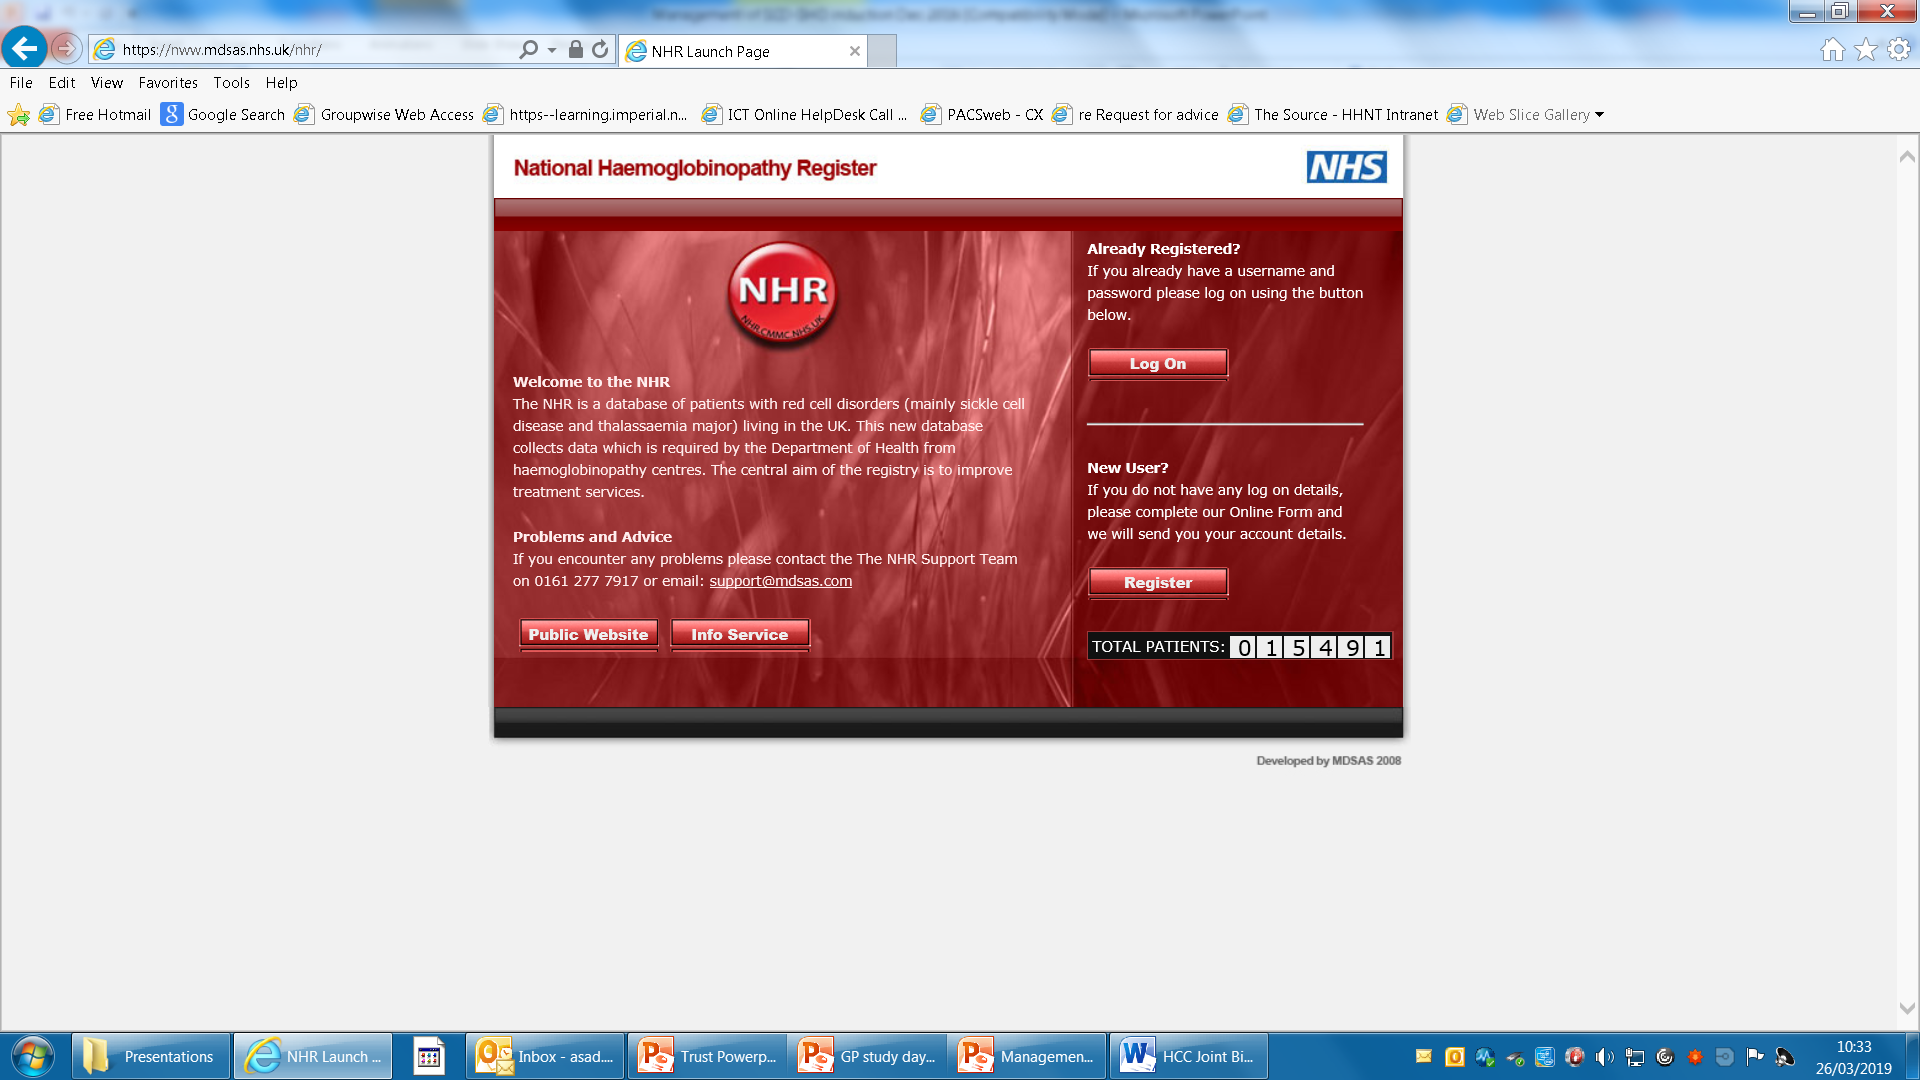 https://nww.mdsas.nhs.uk/nhr/
NHR Launch Page
File Edit View Favorites Tools Help
Free Hotmail Google Search Groupwise Web Access https--learning.imperial.n... ICT Online HelpDesk Call ... PACSweb - CX re Request for advice The Source - HHNT Intranet Web Slice Gallery
National Haemoglobinopathy Register
NHS
NHR
NHR.CMMC.NHS.UK
Welcome to the NHR
The NHR is a database of patients with red cell disorders (mainly sickle cell
disease and thalassaemia major) living in the UK. This new database
collects data which is required by the Department of Health from
haemoglobinopathy centres. The central aim of the registry is to improve
treatment services.
Problems and Advice
If you encounter any problems please contact the The NHR Support Team
on 0161 277 7917 or email: support@mdsas.com
Public Website Info Service
Already Registered?
If you already have a username and
password please log on using the button
below.
Log On
New User?
If you do not have any log on details,
please complete our Online Form and
we will send you your account details.
Register
TOTAL PATIENTS: 0 1 5 4 9 1
Developed by MDSAS 2008
Presentations NHR Launch ... Inbox - asad.... Trust Powerp... GP study day... Managemen... HCC Joint Bi...
10:33
26/03/2019